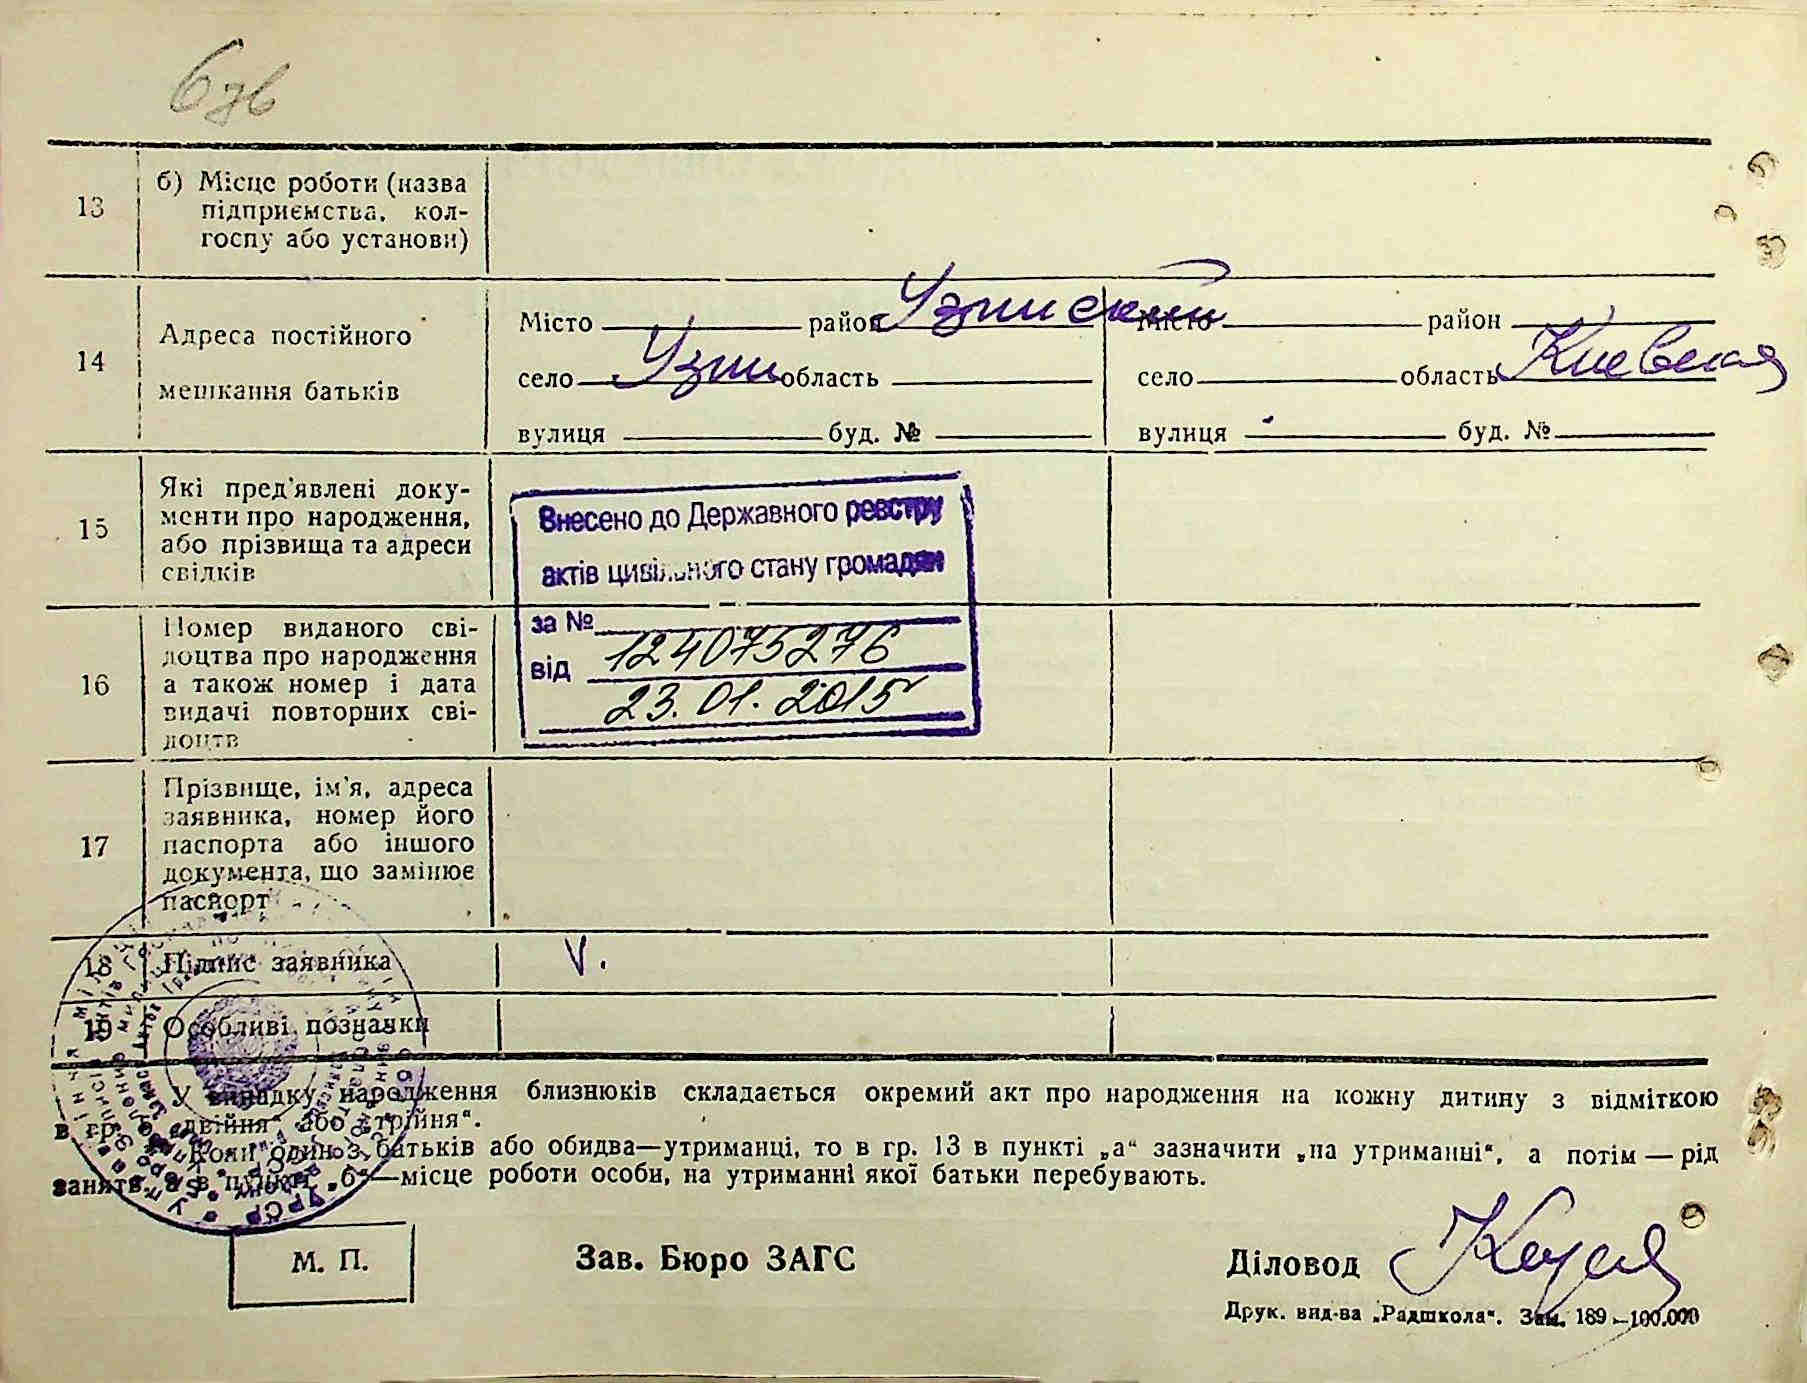 13
б) Місце роботи (назва
підприємства, кол-
госпу або установи)
14
Адреса постійного
мешкання батьків
Місто район Узинский Місто район
село Узин область село область Киевская
вулиця буд. № вулиця буд. №
15
Які пред'явлені доку-
менти про народження,
або прізвища та адреси
свілків
Внесено до Державного реєстру
актів цивільного стану громадян
за №
124075276
від
23.01.2015
16
Номер виданого сві-
доцтва про народження
а також номер і дата
видачі повторних сві-
доцтв
17
Прізвище, ім'я, адреса
заявника, номер його
паспорта або іншого
документа, що замінює
паспорт
18 Підпис заявника V.
19 Особливі позначки
У випадку народження близнюків складається окремий акт про народження на кожну дитину з відміткою
в гр. „двійня“ або „трійня“.
Коли один з батьків або обидва—утриманці, то в гр. 13 в пункті „а“ зазначити „на утриманні“, а потім — рід
занять, а в пункті „б“—місце роботи особи, на утриманні якої батьки перебувають.
УРСР
М. П.
Зав. Бюро ЗАГС
Діловод
Друк. вид-ва „Радшкола“. Зам. 189—100.000